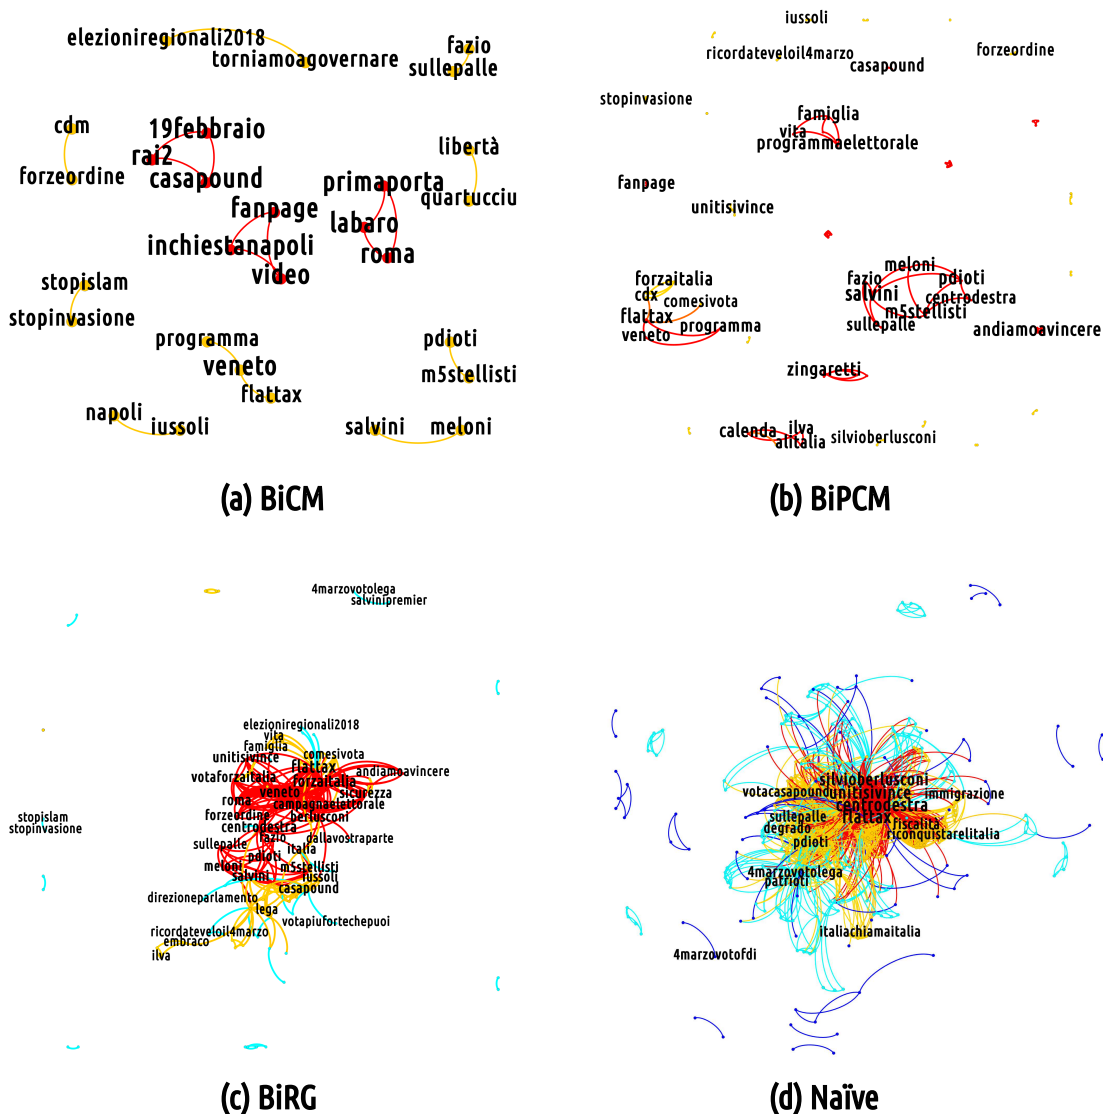 elezioniregionali2018
torniamoagovernare
fazio
sullepalle
cdm
forzeordine
19febbraio
rai2
casapound
libertà
quartucciu
primaporta
labaro
roma
fanpage
inchiestanapoli
video
stopislam
stopinvasione
programma
veneto
flattax
pdioti
m5stellisti
napoli
iussoli
salvini
meloni
(a) BiCM
iussoli
ricordateveloil4marzo
casapound
forzeordine
stopinvasione
famiglia
vita
programmaelettorale
fanpage
unitisivince
forzaitalia
cdx
comesivota
flattax
veneto
programma
meloni
fazio
pdioti
salvini
centrodestra
m5stellisti
sullepalle
andiamoavincere
zingaretti
calenda
ilva
alitalia
silvioberlusconi
(b) BiPCM
4marzovotolega
salvinipremier
elezioniregionali2018
vita
famiglia
unitisivince
comesivota
flattax
votaforzaitalia
forzaitalia
andiamoavincere
veneto
sicurezza
roma
campagnaelettorale
forzeordine
berlusconi
centrodestra
fazio
dallavostraparte
sullepalle
italia
pdioti
meloni
m5stellisti
salvini
iussoli
casapound
direzioneparlamento
lega
votapiufortechepuoi
ricordateveloil4marzo
embraco
ilva
stopislam
stopinvasione
(c) BiRG
silvioberlusconi
votacasapound
unitisivince
immigrazione
centrodestra
sullepalle
flattax
degrado
fiscalità
riconquistarelitalia
pdioti
4marzovotolega
patrioti
italiachiamaitalia
4marzovotofdi
(d) Naïve